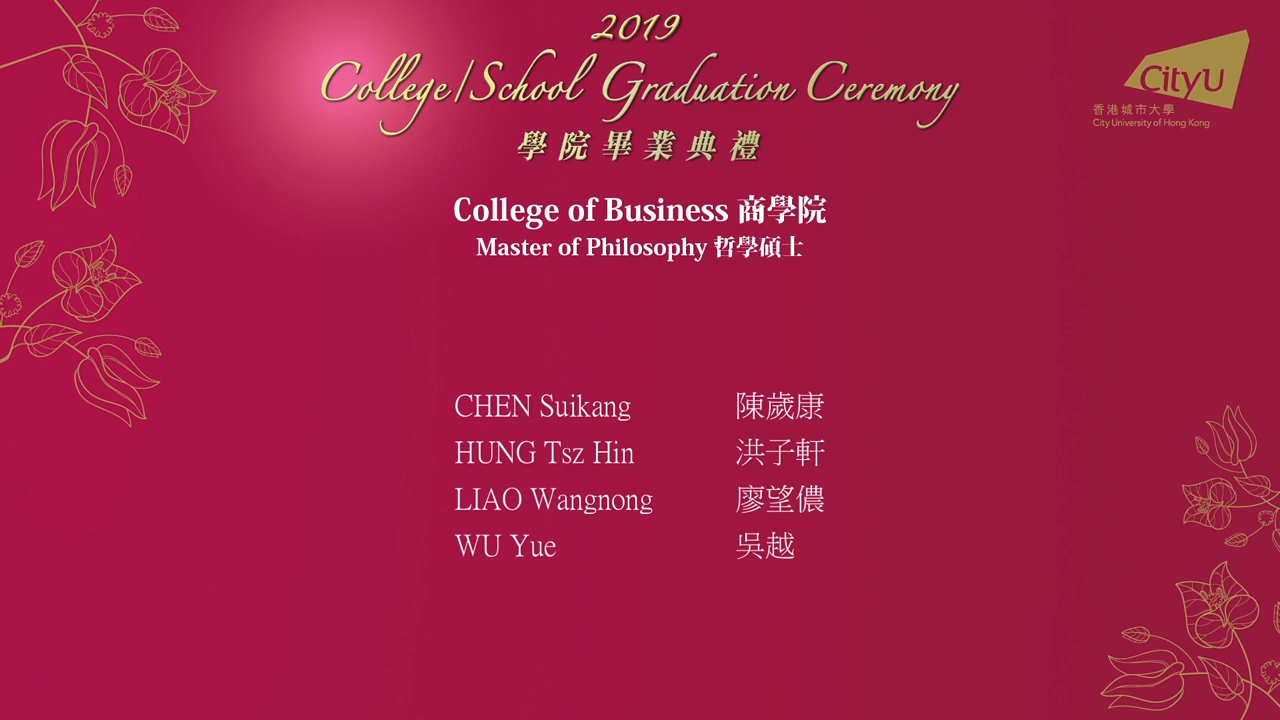 2019
College/School Graduation Ceremony
學院畢業典禮
CityU
香港城市大學
City University of Hong Kong
College of Business 商學院
Master of Philosophy 哲學碩士
CHEN Suikang 陳歲康
HUNG Tsz Hin 洪子軒
LIAO Wangnong 廖望儂
WU Yue 吳越